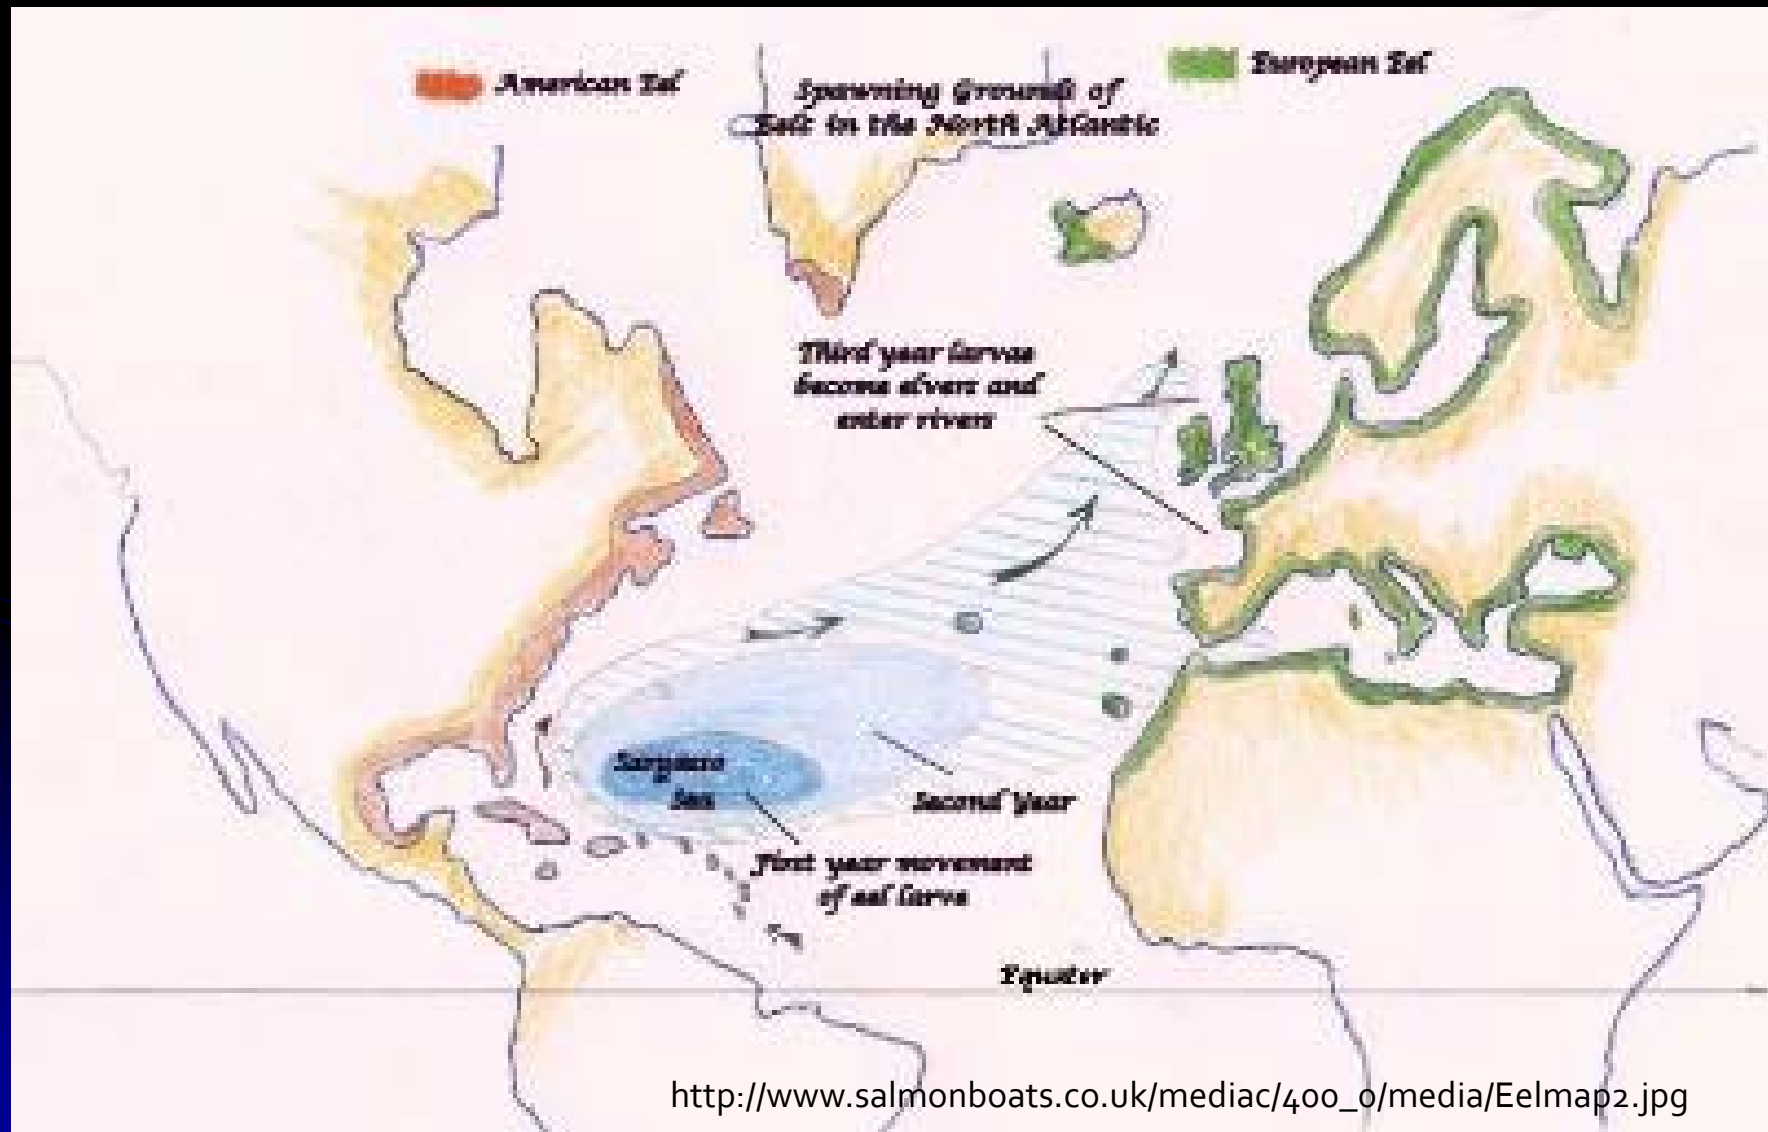 American Eel
European Eel
Spawning Grounds of
Eels in the North Atlantic
Third year larvae
become elvers and
enter rivers
Sargasso
Sea
Second Year
First year movement
of eel larva
Equator
http://www.salmonboats.co.uk/mediac/400_0/media/Eelmap2.jpg